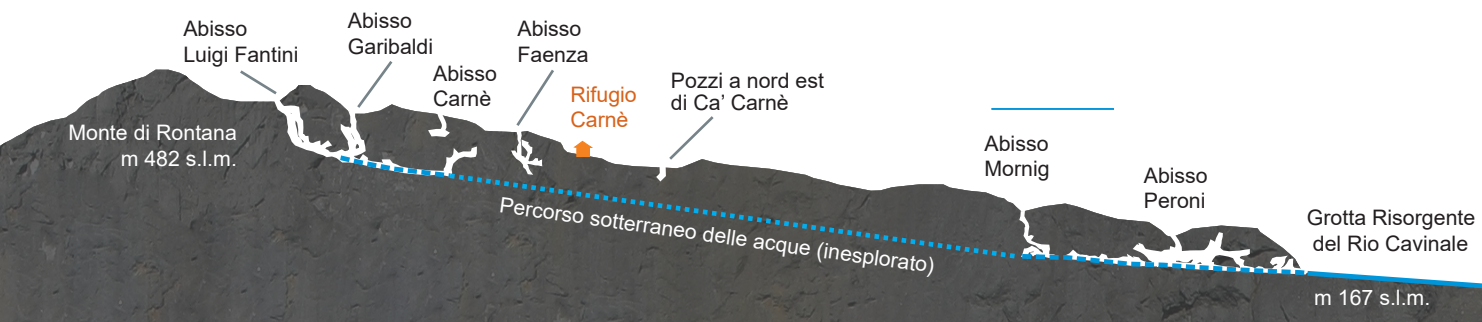 Abisso
Luigi Fantini
Abisso
Garibaldi
Abisso
Carnè
Abisso
Faenza
Rifugio
Carnè
Pozzi a nord est
di Ca’ Carnè
Abisso
Mornig
Abisso
Peroni
Grotta Risorgente
del Rio Cavinale
Monte di Rontana
m 482 s.l.m.
Percorso sotterraneo delle acque (inesplorato)
m 167 s.l.m.